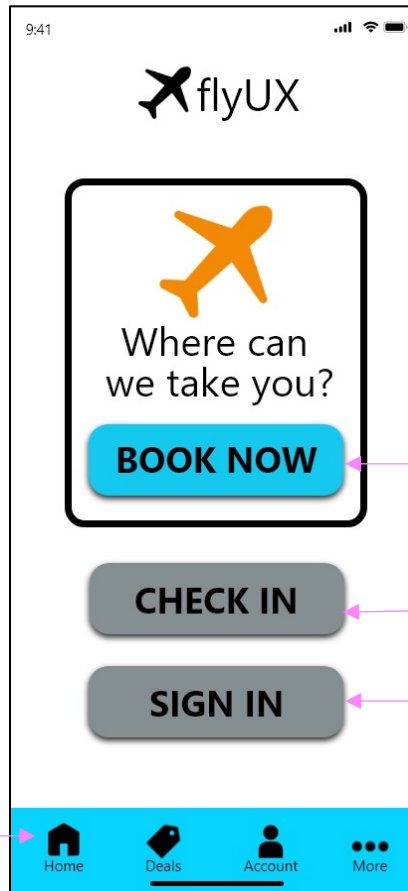 9:41
flyUX
Where can
we take you?
BOOK NOW
CHECK IN
SIGN IN
Home Deals Account More